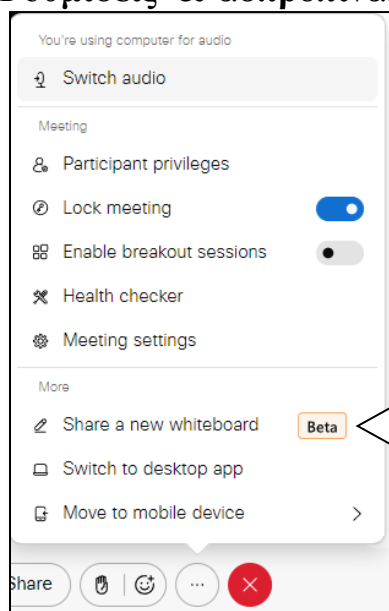 You're using computer for audio
Switch audio
Meeting
Participant privileges
Lock meeting
Enable breakout sessions
Health checker
Meeting settings
More
Share a new whiteboard Beta
Switch to desktop app
Move to mobile device
Share